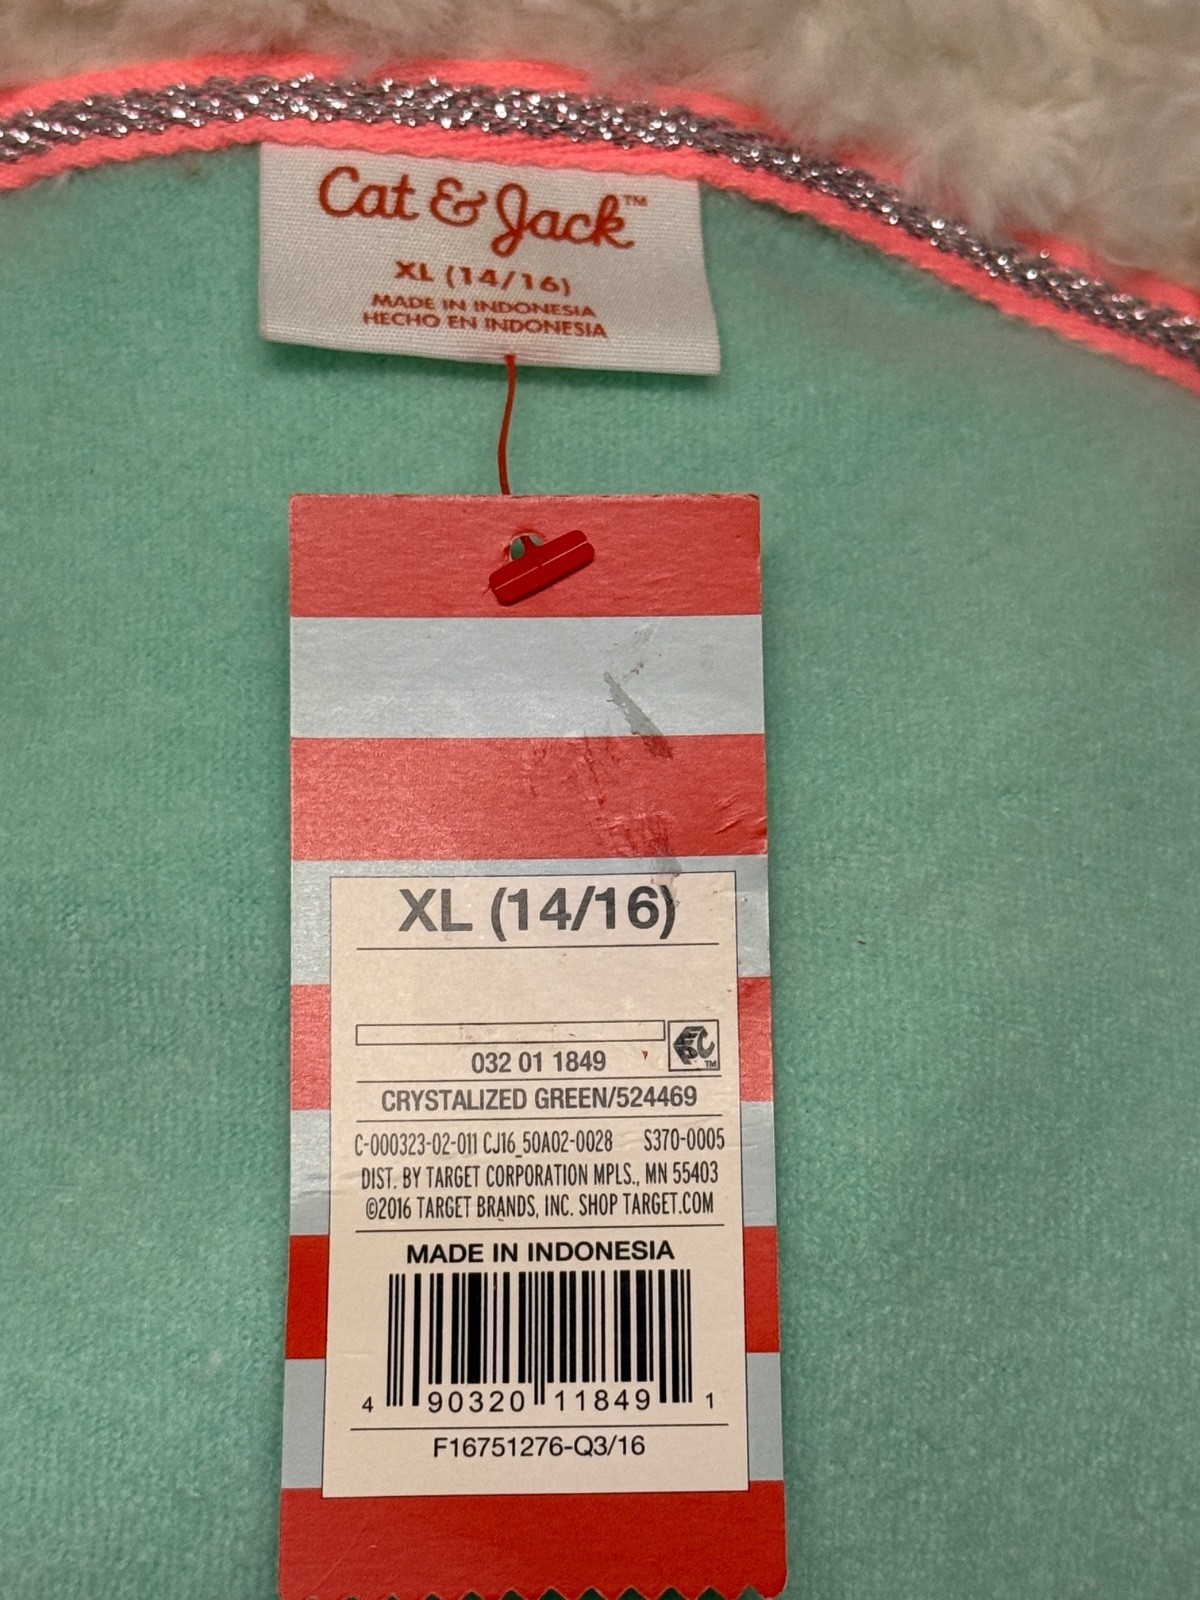 Cat & Jack™
XL (14/16)
MADE IN INDONESIA
HECHO EN INDONESIA
XL (14/16)
EC™
032 01 1849
CRYSTALIZED GREEN/524469
C-000323-02-011 CJ16_50A02-0028 S370-0005
DIST. BY TARGET CORPORATION MPLS., MN 55403
©2016 TARGET BRANDS, INC. SHOP TARGET.COM
MADE IN INDONESIA
4 90320 11849 1
F16751276-Q3/16